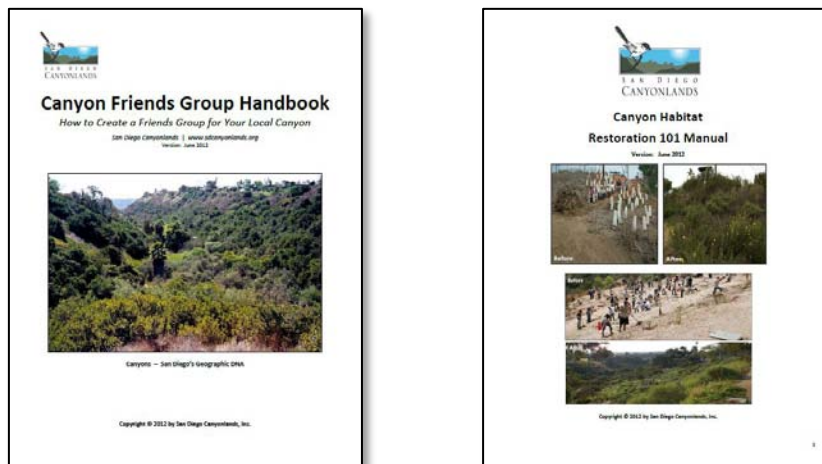 SAN DIEGO
CANYONLANDS
Canyon Friends Group Handbook
How to Create a Friends Group for Your Local Canyon
San Diego Canyonlands | www.sdcanyonlands.org
Version: June 2012
Canyons — San Diego's Geographic DNA
Copyright © 2012 by San Diego Canyonlands, Inc.
SAN DIEGO
CANYONLANDS
Canyon Habitat
Restoration 101 Manual
Version: June 2012
Before
After
Before
Copyright © 2012 by San Diego Canyonlands, Inc.